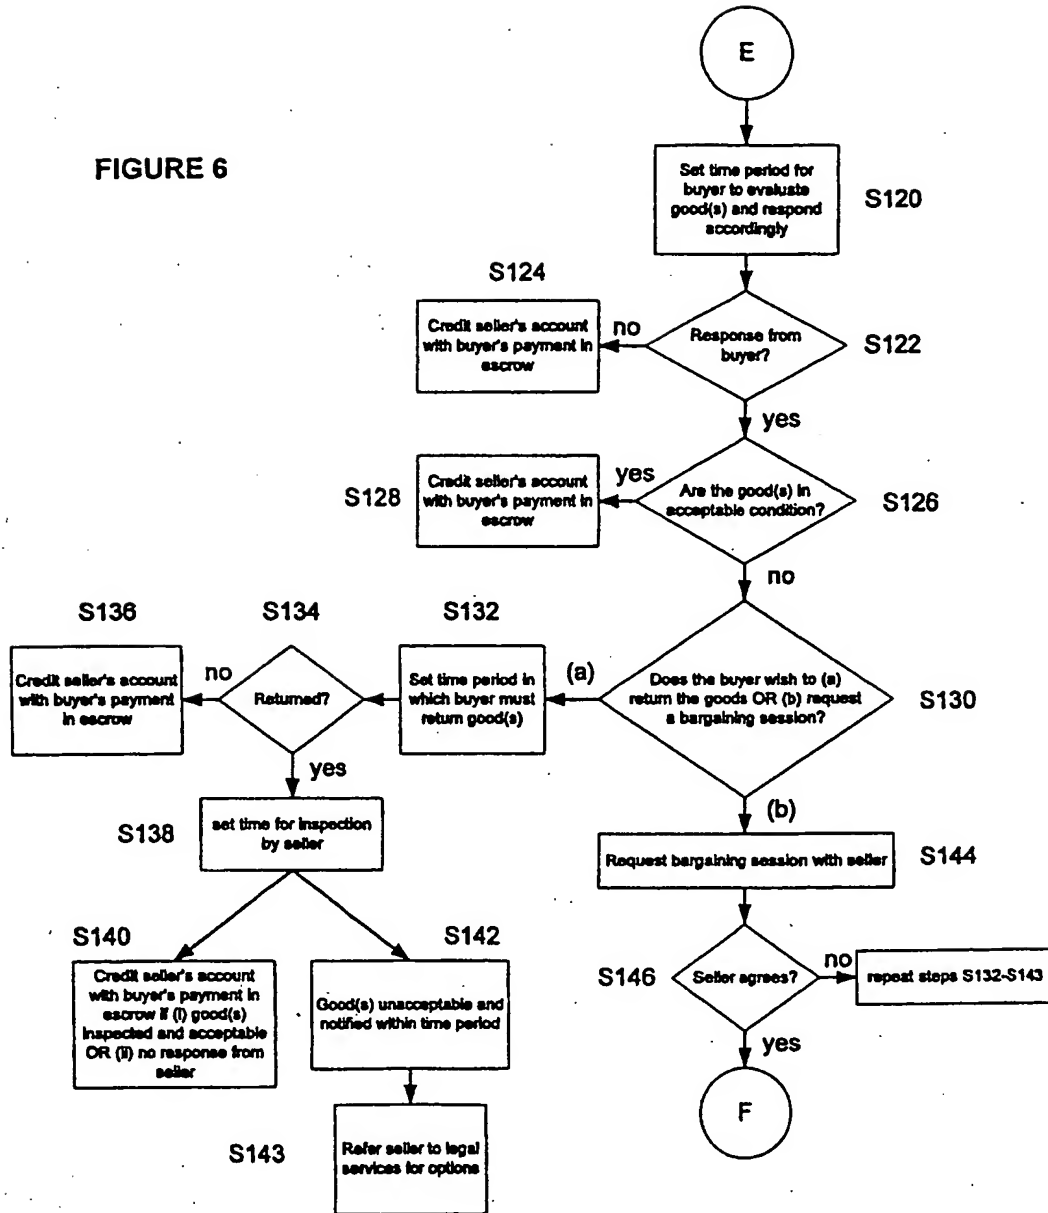 E
FIGURE 6
Set time period for
buyer to evaluate
good(s) and respond
accordingly
S120
S124
Credit seller's account
with buyer's payment in
escrow
no
Response from
buyer?
S122
yes
S128
Credit seller's account
with buyer's payment in
escrow
yes
Are the good(s) in
acceptable condition?
S126
no
S136
S134
S132
Credit seller's account
with buyer's payment
in escrow
no
Returned?
Set time period in
which buyer must
return good(s)
(a)
Does the buyer wish to (a)
return the goods OR (b) request
a bargaining session?
S130
yes
(b)
S138
set time for inspection
by seller
Request bargaining session with seller
S144
S140
S142
Credit seller's account
with buyer's payment in
escrow if (i) good(s)
inspected and acceptable
OR (ii) no response from
seller
Good(s) unacceptable and
notified within time period
S146
Seller agrees?
no
repeat steps S132-S143
yes
F
S143
Refer seller to legal
services for options